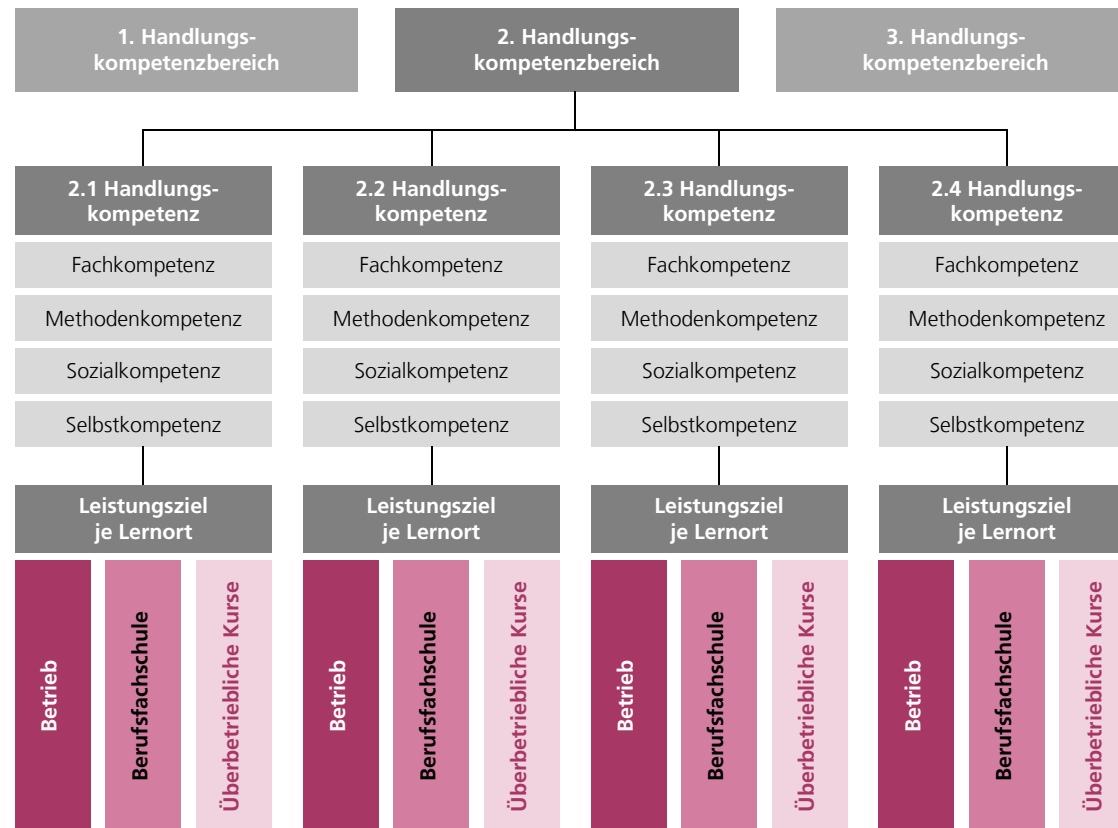 1. Handlungs-
kompetenzbereich
2. Handlungs-
kompetenzbereich
3. Handlungs-
kompetenzbereich
2.1 Handlungs-
kompetenz
2.2 Handlungs-
kompetenz
2.3 Handlungs-
kompetenz
2.4 Handlungs-
kompetenz
Fachkompetenz
Fachkompetenz
Fachkompetenz
Fachkompetenz
Methodenkompetenz
Methodenkompetenz
Methodenkompetenz
Methodenkompetenz
Sozialkompetenz
Sozialkompetenz
Sozialkompetenz
Sozialkompetenz
Selbstkompetenz
Selbstkompetenz
Selbstkompetenz
Selbstkompetenz
Leistungsziel
je Lernort
Leistungsziel
je Lernort
Leistungsziel
je Lernort
Leistungsziel
je Lernort
Betrieb
Berufsfachschule
Überbetriebliche Kurse
Betrieb
Berufsfachschule
Überbetriebliche Kurse
Betrieb
Berufsfachschule
Überbetriebliche Kurse
Betrieb
Berufsfachschule
Überbetriebliche Kurse